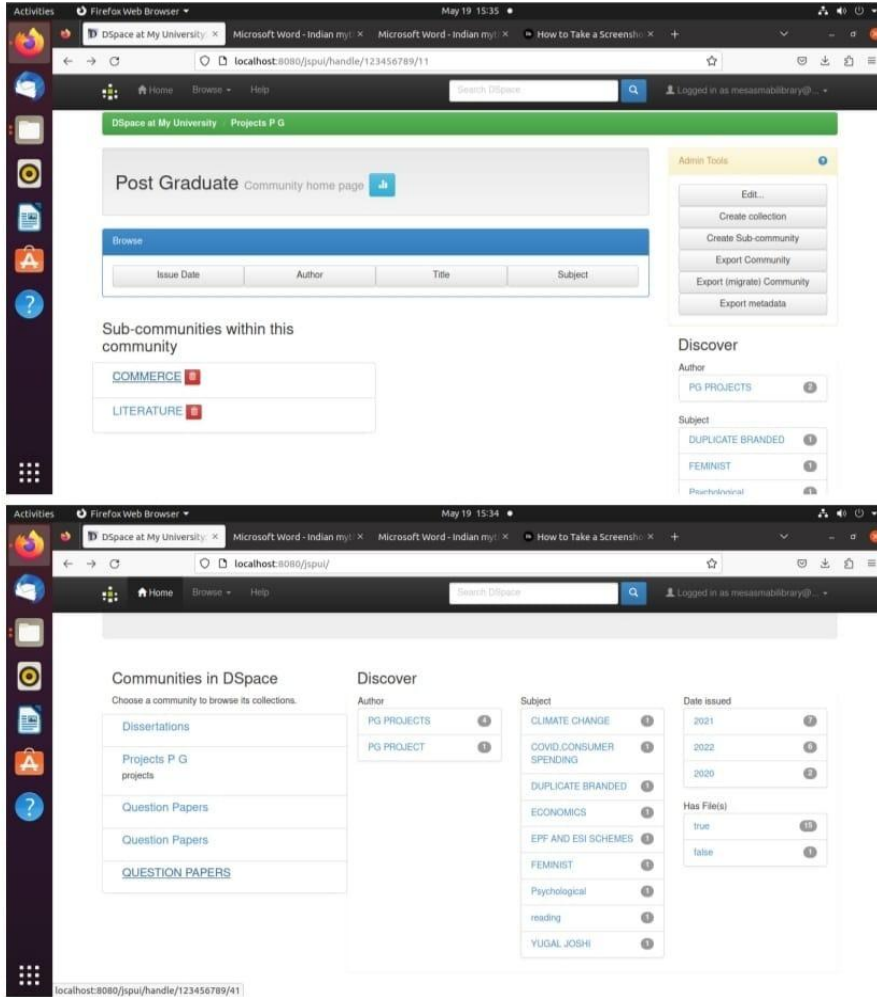 Activities
Firefox Web Browser
May 19 15:35
DSpace at My University
Microsoft Word - Indian myt
Microsoft Word - Indian myt
How to Take a Screensho
localhost:8080/jspui/handle/123456789/11
Home
Browse
Help
Search DSpace
Logged in as mesasmabilibrary@...
DSpace at My University / Projects P G
Post Graduate Community home page
Browse
Issue Date
Author
Title
Subject
Sub-communities within this
community
COMMERCE
LITERATURE
Admin Tools
Edit...
Create collection
Create Sub-community
Export Community
Export (migrate) Community
Export metadata
Discover
Author
PG PROJECTS 2
Subject
DUPLICATE BRANDED 1
FEMINIST 1
Psychological 1
Activities
Firefox Web Browser
May 19 15:34
DSpace at My University
Microsoft Word - Indian myt
Microsoft Word - Indian myt
How to Take a Screensho
localhost:8080/jspui/
Home
Browse
Help
Search DSpace
Logged in as mesasmabilibrary@...
Communities in DSpace
Choose a community to browse its collections.
Dissertations
Projects P G
projects
Question Papers
Question Papers
QUESTION PAPERS
Discover
Author
PG PROJECTS 4
PG PROJECT 1
Subject
CLIMATE CHANGE 1
COVID,CONSUMER
SPENDING 1
DUPLICATE BRANDED 1
ECONOMICS 1
EPF AND ESI SCHEMES 1
FEMINIST 1
Psychological 1
reading 1
YUGAL JOSHI 1
Date issued
2021 7
2022 6
2020 2
Has File(s)
true 15
false 1
localhost:8080/jspui/handle/123456789/41